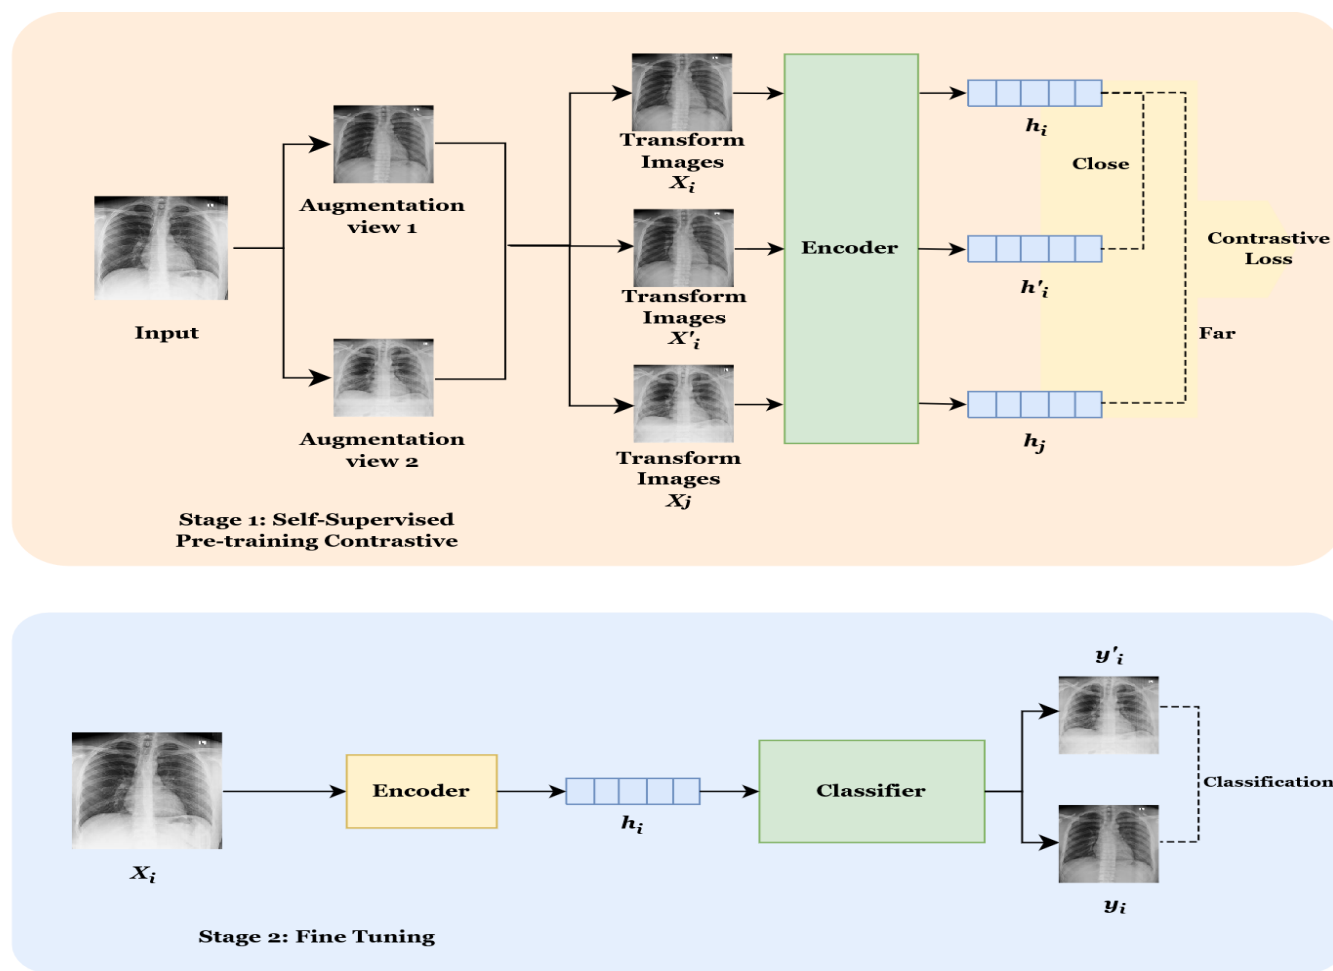 Input
Augmentation
view 1
Augmentation
view 2
Transform
Images
Xi
Transform
Images
X'i
Transform
Images
Xj
Encoder
hi
Close
h'i
Far
hj
Contrastive
Loss
Stage 1: Self-Supervised
Pre-training Contrastive
Xi
Encoder
hi
Classifier
y'i
yi
Classification
Stage 2: Fine Tuning